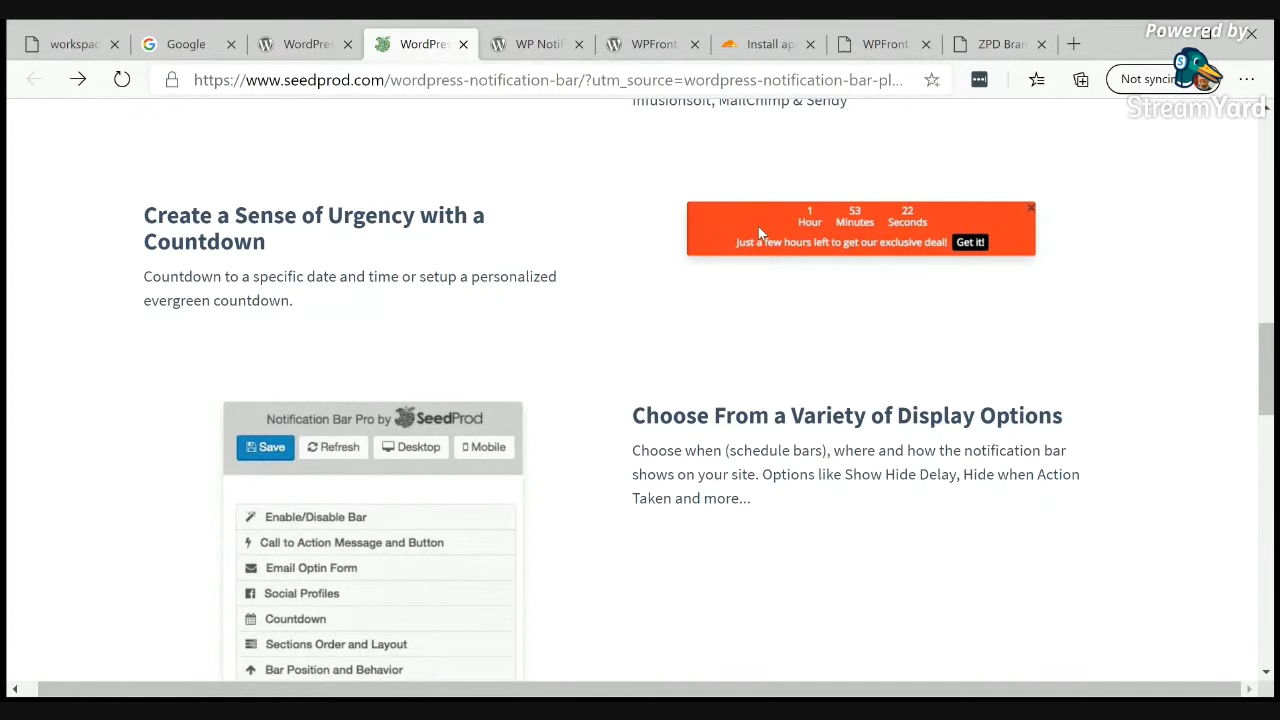 Powered by
StreamYard
workspac
Google
WordPres
WordPres
WP Notif
WPFront
Install ap
WPFront
ZPD Bran
https://www.seedprod.com/wordpress-notification-bar/?utm_source=wordpress-notification-bar-pl...
Not syncin
Infusionsoft, MailChimp & Sendy
Create a Sense of Urgency with a
Countdown
Countdown to a specific date and time or setup a personalized
evergreen countdown.
1 53 22
Hour Minutes Seconds
Just a few hours left to get our exclusive deal! Get it!
Notification Bar Pro by SeedProd
Save Refresh Desktop Mobile
Enable/Disable Bar
Call to Action Message and Button
Email Optin Form
Social Profiles
Countdown
Sections Order and Layout
Bar Position and Behavior
Choose From a Variety of Display Options
Choose when (schedule bars), where and how the notification bar
shows on your site. Options like Show Hide Delay, Hide when Action
Taken and more...